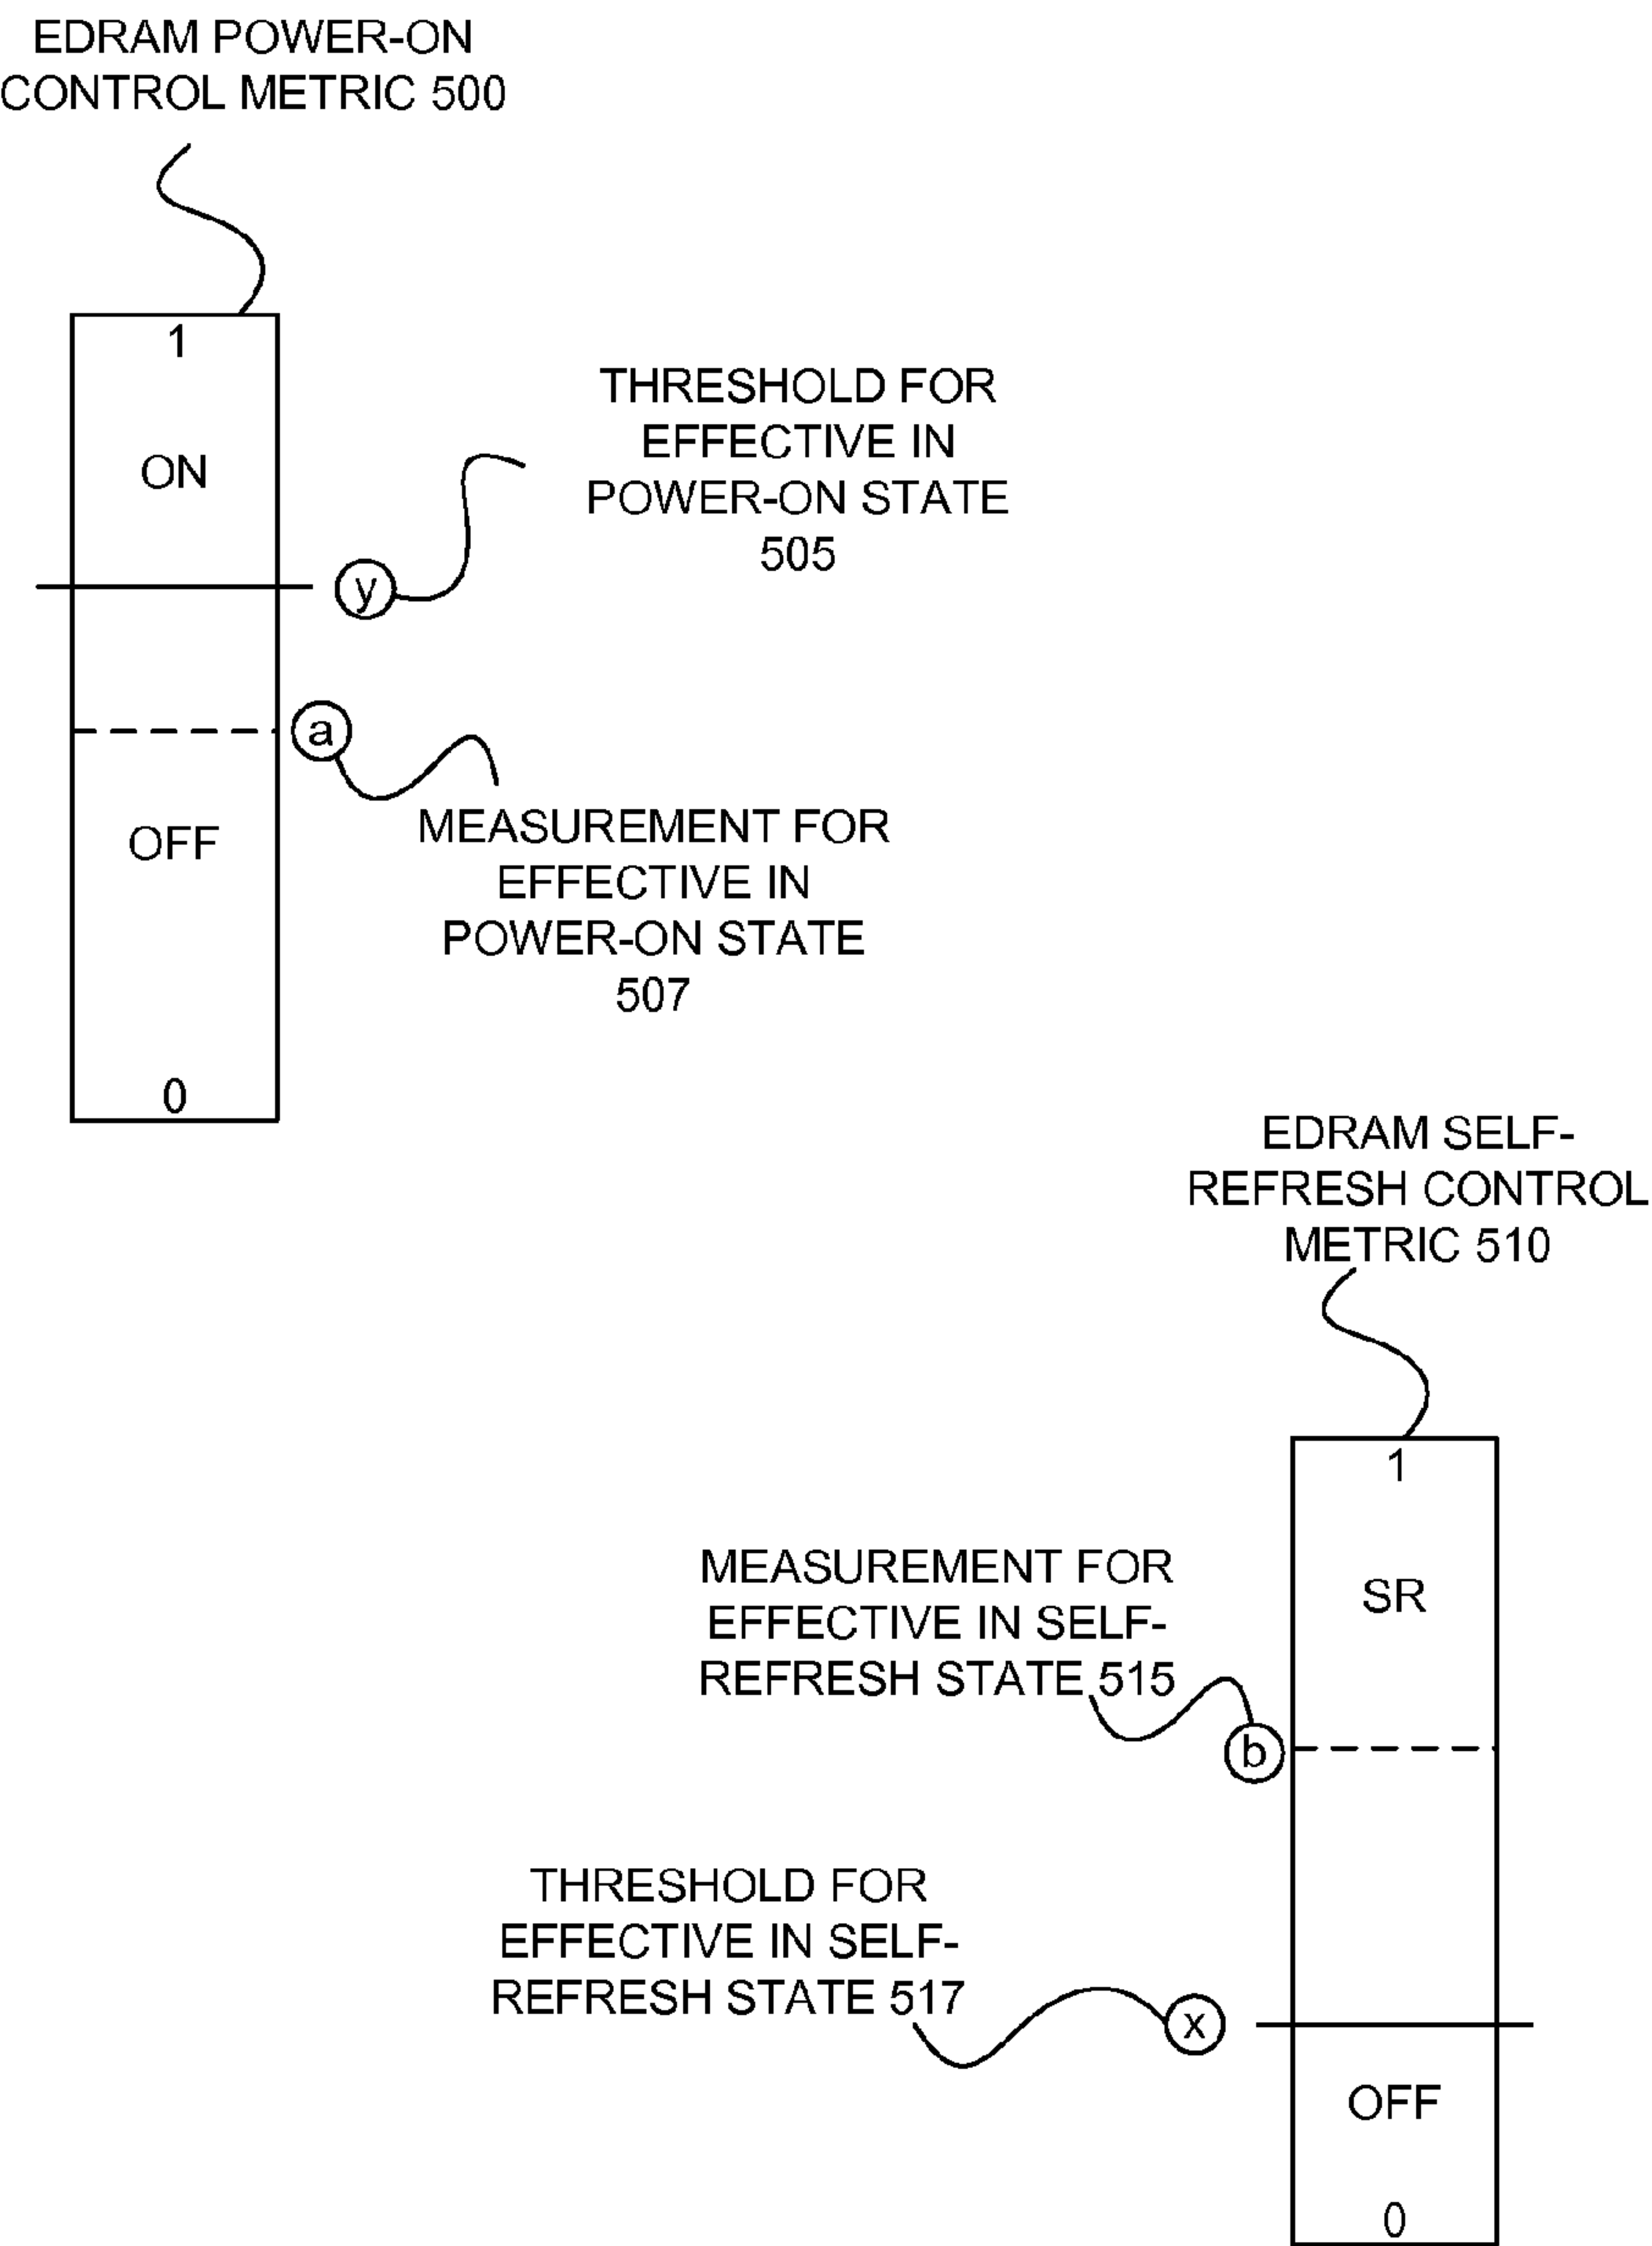 EDRAM POWER-ON
CONTROL METRIC 500
1
ON
THRESHOLD FOR
EFFECTIVE IN
POWER-ON STATE
505
y
a
OFF
MEASUREMENT FOR
EFFECTIVE IN
POWER-ON STATE
507
0
EDRAM SELF-
REFRESH CONTROL
METRIC 510
1
SR
MEASUREMENT FOR
EFFECTIVE IN SELF-
REFRESH STATE 515
b
THRESHOLD FOR
EFFECTIVE IN SELF-
REFRESH STATE 517
x
OFF
0